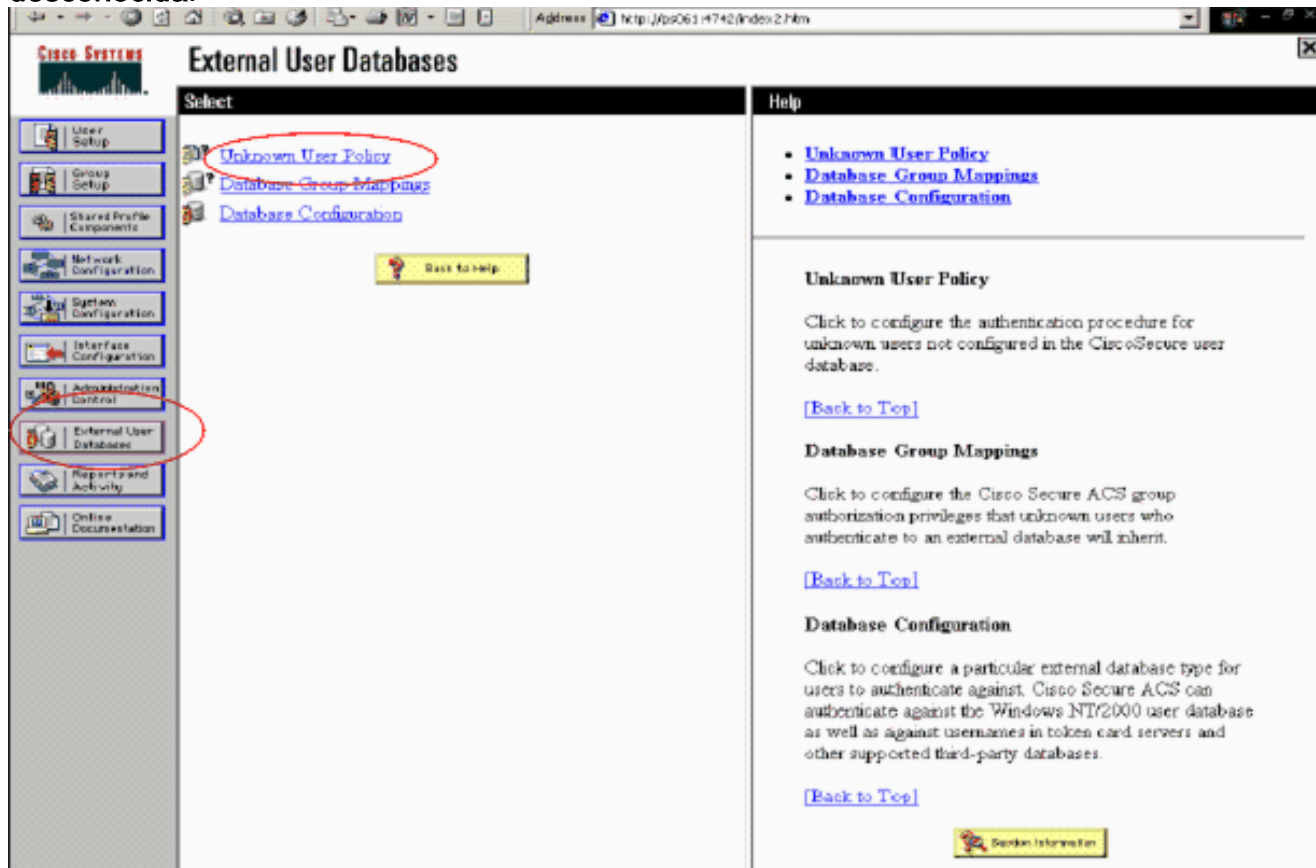 desconocida.
Address http://ps061:4742/index2.htm
CISCO SYSTEMS
External User Databases
Select
Help
User Setup
Group Setup
Shared Profile Components
Network Configuration
System Configuration
Interface Configuration
Administration Control
External User Databases
Reports and Activity
Online Documentation
Unknown User Policy
Database Group Mappings
Database Configuration
Back to Help
• Unknown User Policy
• Database Group Mappings
• Database Configuration
Unknown User Policy
Click to configure the authentication procedure for
unknown users not configured in the CiscoSecure user
database.
[Back to Top]
Database Group Mappings
Click to configure the Cisco Secure ACS group
authorization privileges that unknown users who
authenticate to an external database will inherit.
[Back to Top]
Database Configuration
Click to configure a particular external database type for
users to authenticate against. Cisco Secure ACS can
authenticate against the Windows NT/2000 user database
as well as against usernames in token card servers and
other supported third-party databases.
[Back to Top]
Section Information